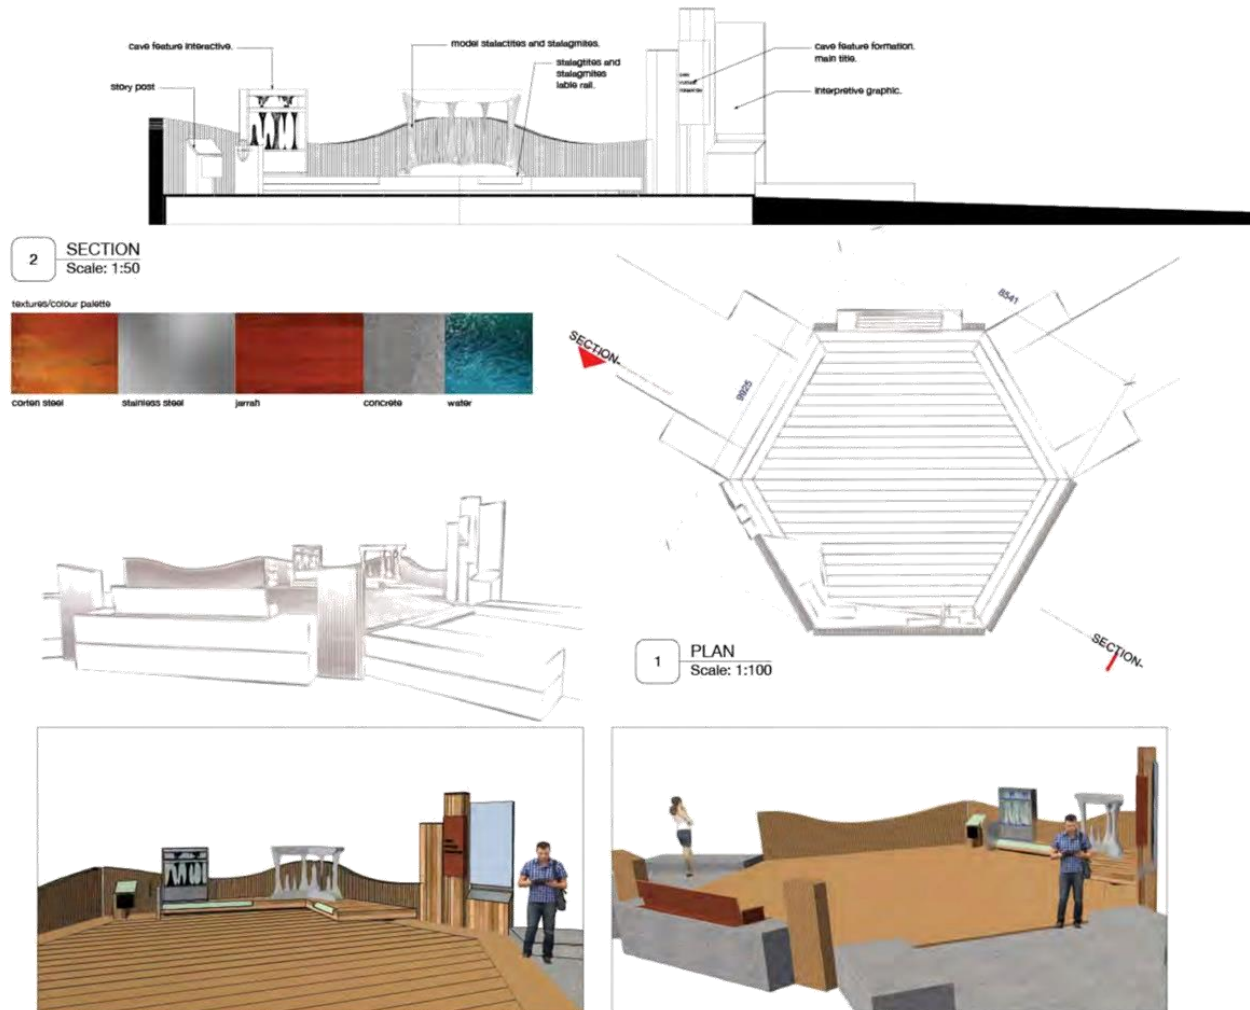 cave feature interactive.
model stalactites and stalagmites.
cave feature formation.
main title.
stalagtites and
stalagmites
lable rail.
story post
interpretive graphic.
2
SECTION
Scale: 1:50
textures/colour palette
corten steel
stainless steel
jarrah
concrete
water
8541
SECTION-
9925
1
PLAN
Scale: 1:100
SECTION-